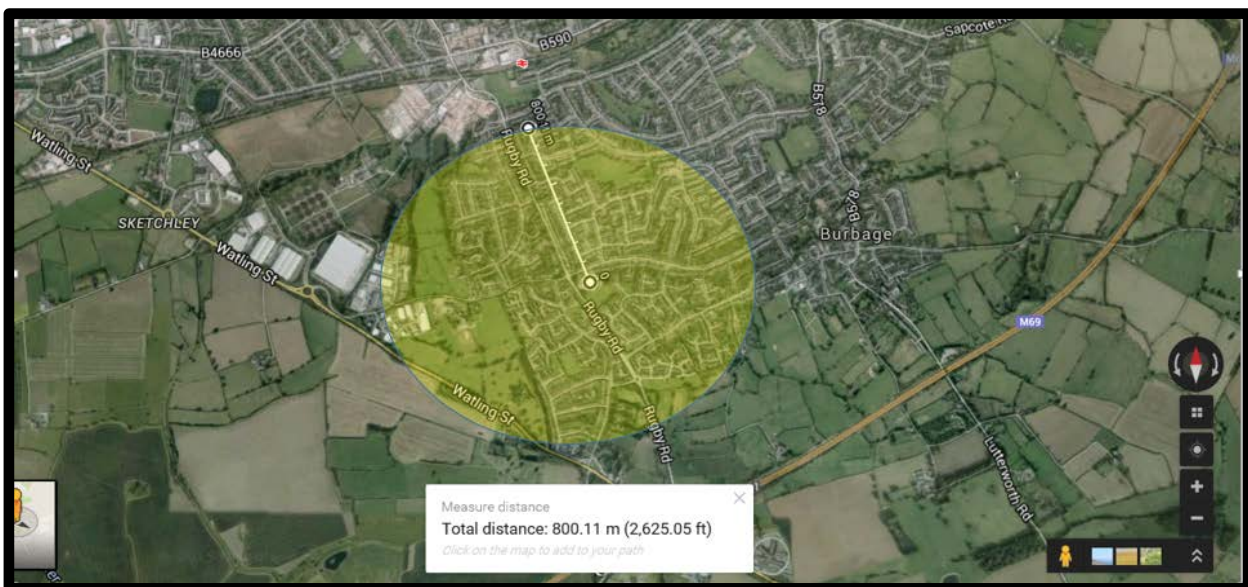 Sapcote
B590
B4666
B578
800.11 m
Rugby Rd
Watling St
SKETCHLEY
B578
Burbage
Watling St
0
Rugby Rd
M69
Watling St
Rugby Rd
Lutterworth Rd
Measure distance
Total distance: 800.11 m (2,625.05 ft)
Click on the map to add to your path